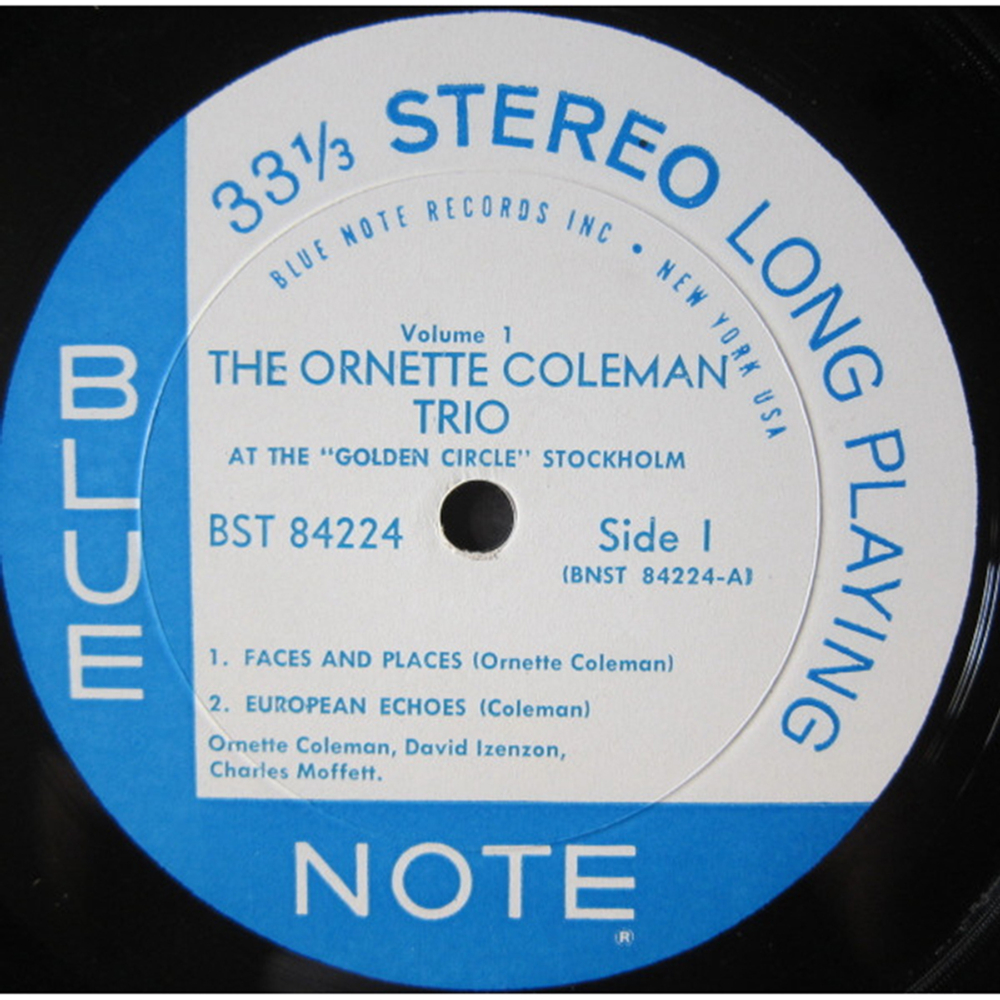 33⅓ STEREO LONG PLAYING
BLUE NOTE RECORDS INC • NEW YORK USA
Volume 1
THE ORNETTE COLEMAN
TRIO
AT THE "GOLDEN CIRCLE" STOCKHOLM
BST 84224
Side 1
(BNST 84224-A)
1. FACES AND PLACES (Ornette Coleman)
2. EUROPEAN ECHOES (Coleman)
Ornette Coleman, David Izenzon,
Charles Moffett.
BLUE
NOTE
®